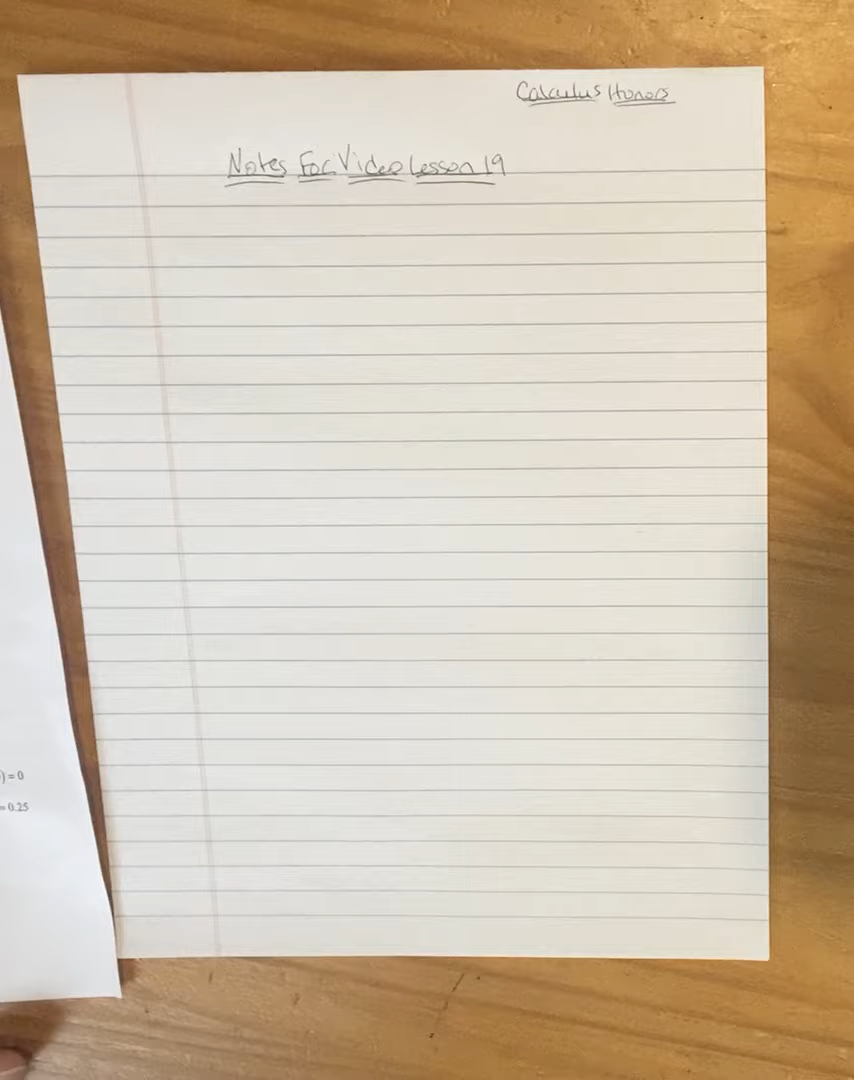 Calculus Honors
Notes For Video Lesson 19
) = 0
= 0.25